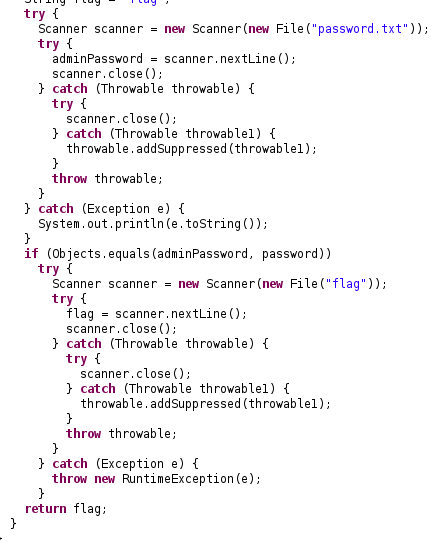 String flag = "flag";
try {
Scanner scanner = new Scanner(new File("password.txt"));
try {
adminPassword = scanner.nextLine();
scanner.close();
} catch (Throwable throwable) {
try {
scanner.close();
} catch (Throwable throwable1) {
throwable.addSuppressed(throwable1);
}
throw throwable;
}
} catch (Exception e) {
System.out.println(e.toString());
}
if (Objects.equals(adminPassword, password))
try {
Scanner scanner = new Scanner(new File("flag"));
try {
flag = scanner.nextLine();
scanner.close();
} catch (Throwable throwable) {
try {
scanner.close();
} catch (Throwable throwable1) {
throwable.addSuppressed(throwable1);
}
throw throwable;
}
} catch (Exception e) {
throw new RuntimeException(e);
}
return flag;
}